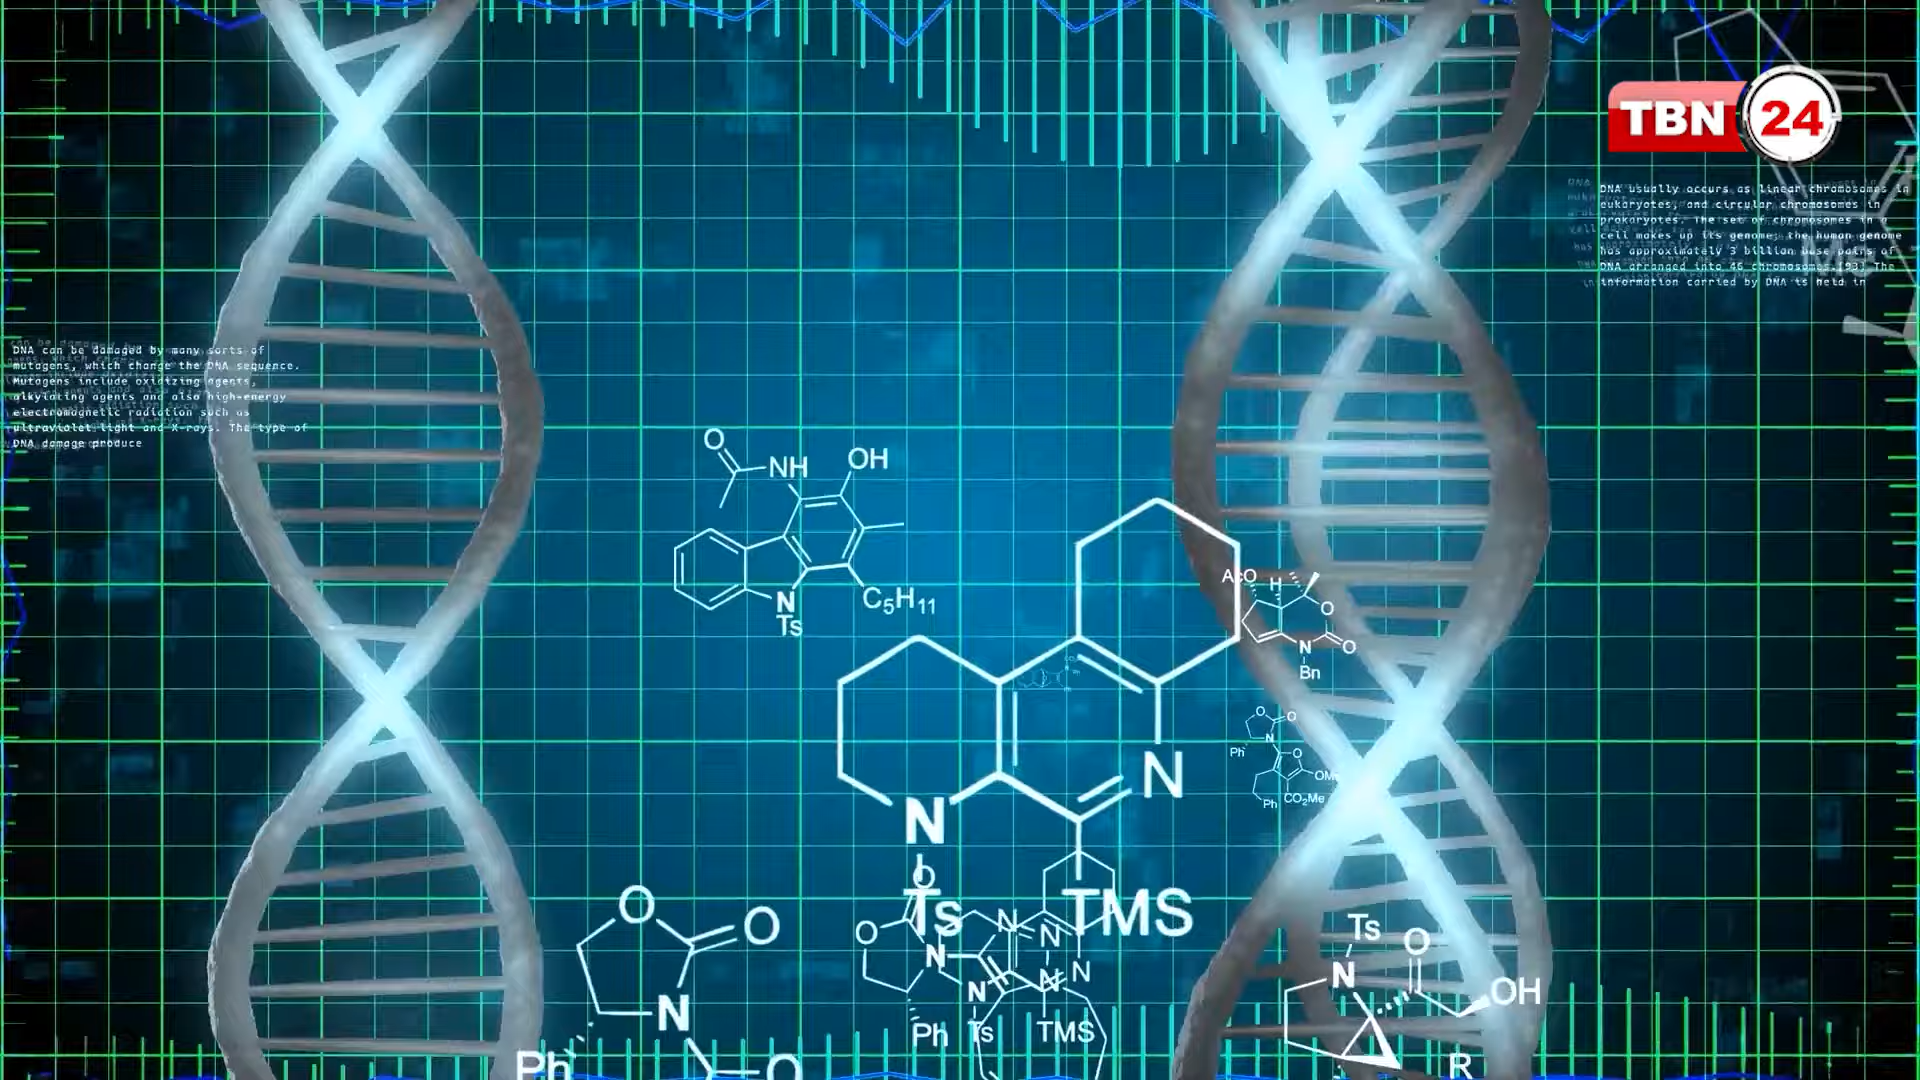 TBN 24
DNA usually occurs as linear chromosomes in
eukaryotes, and circular chromosomes in
prokaryotes. The set of chromosomes in a
cell makes up its genome; the human genome
has approximately 3 billion base pairs of
DNA arranged into 46 chromosomes.[93] The
information carried by DNA is held in
DNA can be damaged by many sorts of
mutagens, which change the DNA sequence.
Mutagens include oxidizing agents,
alkylating agents and also high-energy
electromagnetic radiation such as
ultraviolet light and X-rays. The type of
DNA damage produce
O
NH
OH
N
Ts
C5H11
AcO
H
O
O
N
Bn
O
O
N
Ph
O
OMe
CO2Me
Ph
N
N
Ts
TMS
O
O
N
Ph
O
O
O
N
N
N
N
N
N
Ph
Ts
TMS
Ts
O
N
OH
R